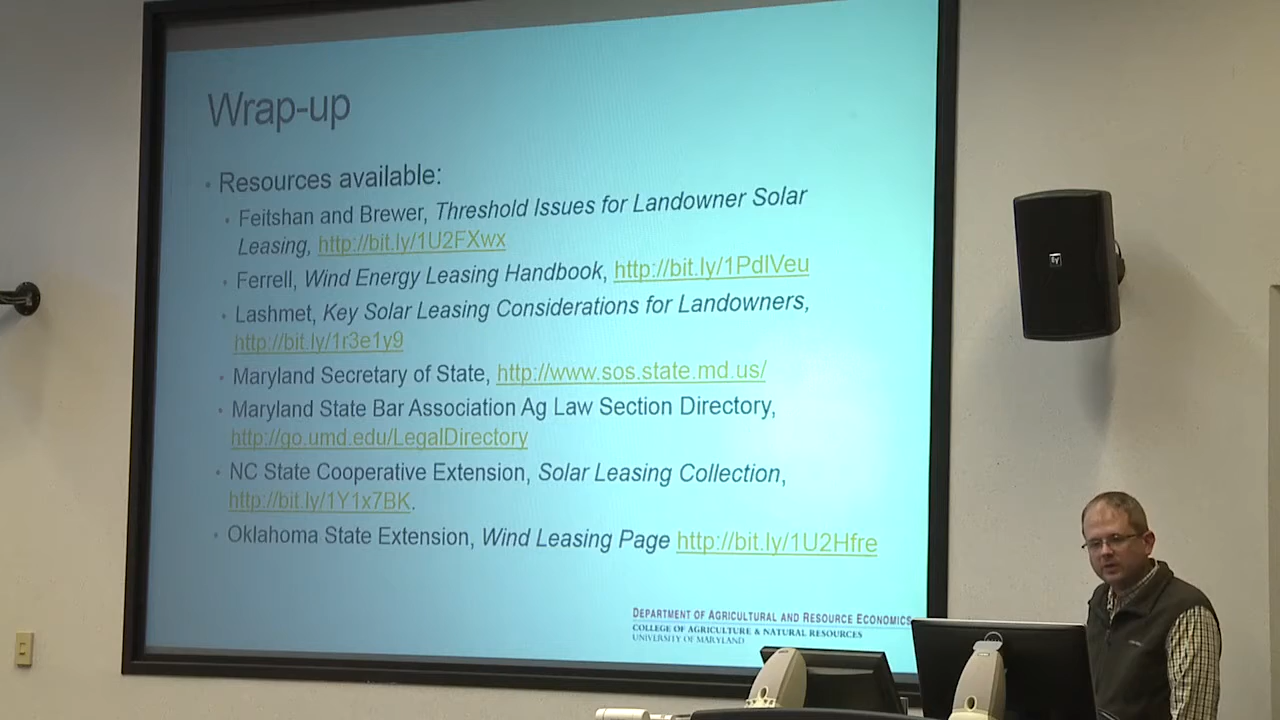 Wrap-up
• Resources available:
• Feitshan and Brewer, Threshold Issues for Landowner Solar
Leasing, http://bit.ly/1U2FXwx
• Ferrell, Wind Energy Leasing Handbook, http://bit.ly/1PdlVeu
• Lashmet, Key Solar Leasing Considerations for Landowners,
http://bit.ly/1r3e1y9
• Maryland Secretary of State, http://www.sos.state.md.us/
• Maryland State Bar Association Ag Law Section Directory,
http://go.umd.edu/LegalDirectory
• NC State Cooperative Extension, Solar Leasing Collection,
http://bit.ly/1Y1x7BK.
• Oklahoma State Extension, Wind Leasing Page http://bit.ly/1U2Hfre
DEPARTMENT OF AGRICULTURAL AND RESOURCE ECONOMICS
COLLEGE OF AGRICULTURE & NATURAL RESOURCES
UNIVERSITY OF MARYLAND
EV